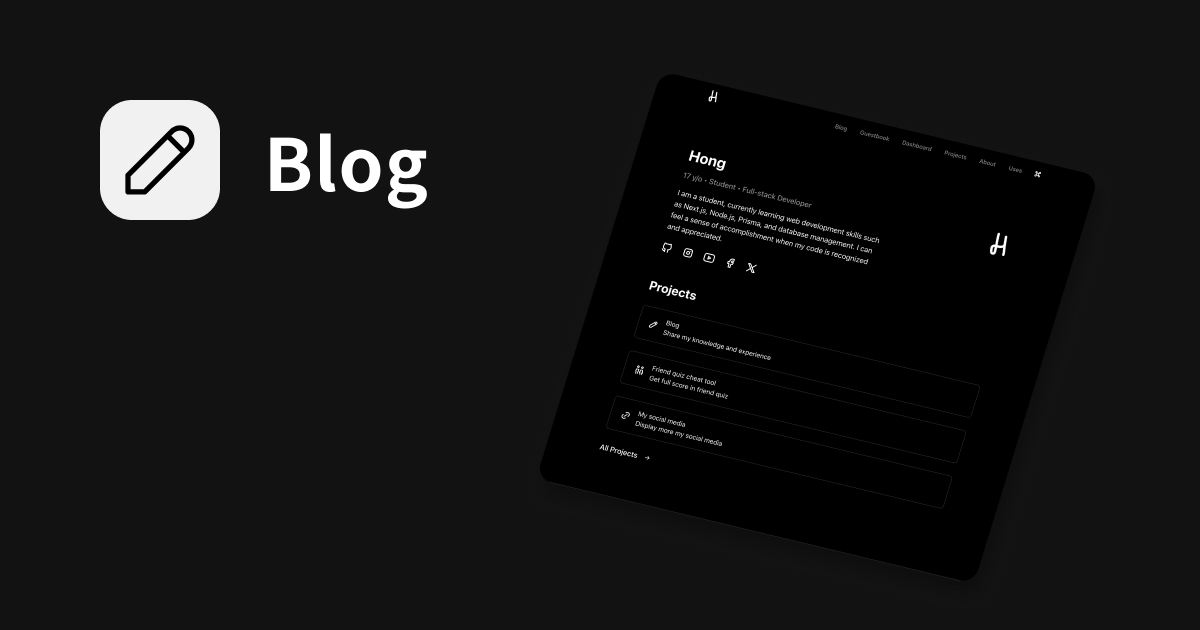 Blog
Blog
Guestbook
Dashboard
Projects
About
Uses
Hong
17 y/o • Student • Full-stack Developer
I am a student, currently learning web development skills such
as Next.js, Node.js, Prisma, and database management. I can
feel a sense of accomplishment when my code is recognized
and appreciated.
Projects
Blog
Share my knowledge and experience
Friend quiz cheat tool
Get full score in friend quiz
My social media
Display more my social media
All Projects →